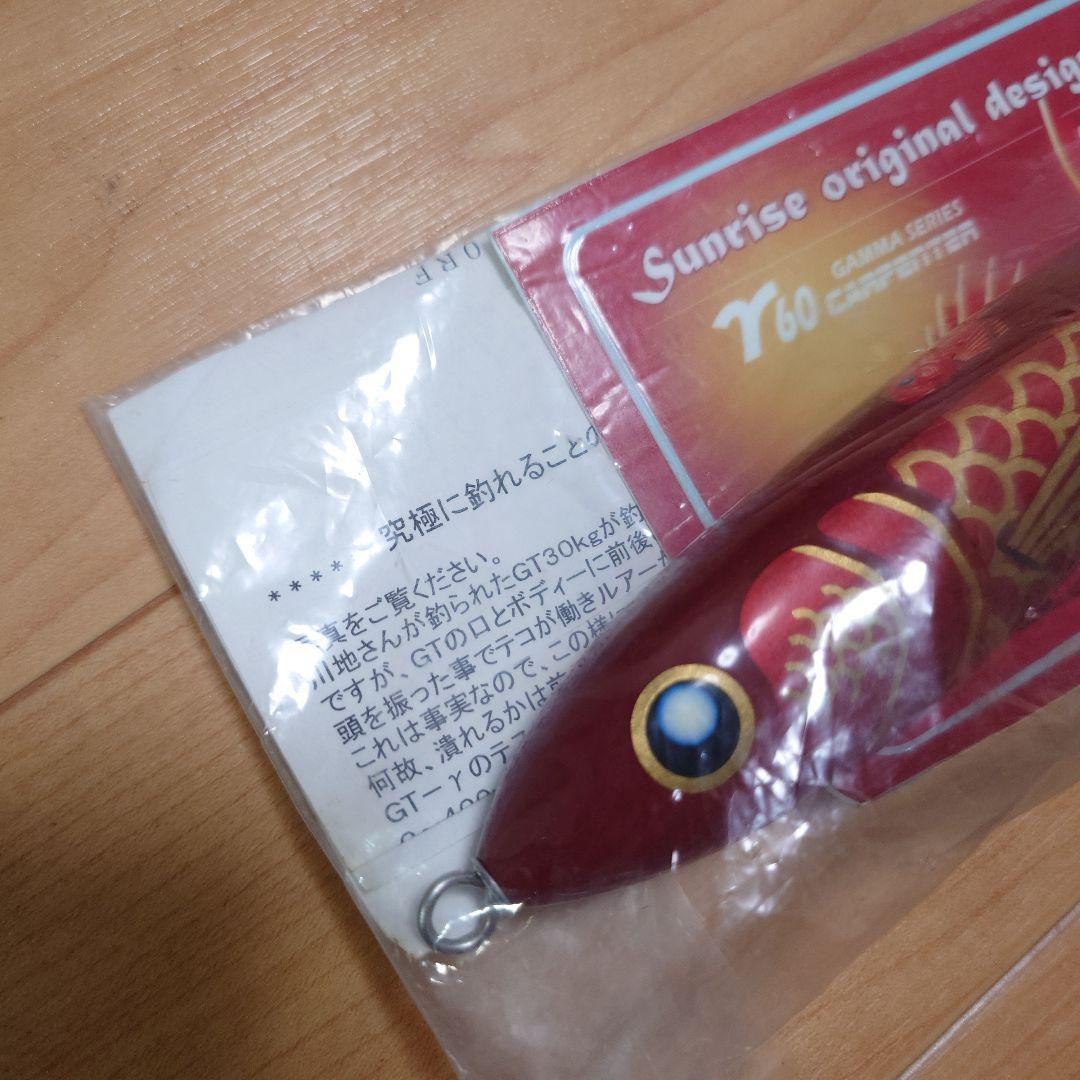 Sunrise original design
GAMMA SERIES
γ60 CARPENTER
ORF
**** 究極に釣れることの
真をご覧ください。
川地さんが釣られたGT30kgが釣
ですが、GTの口とボディーに前後
頭を振った事でテコが働きルアーが
これは事実なので、この様に
何故、潰れるかは
GT-γのテコ